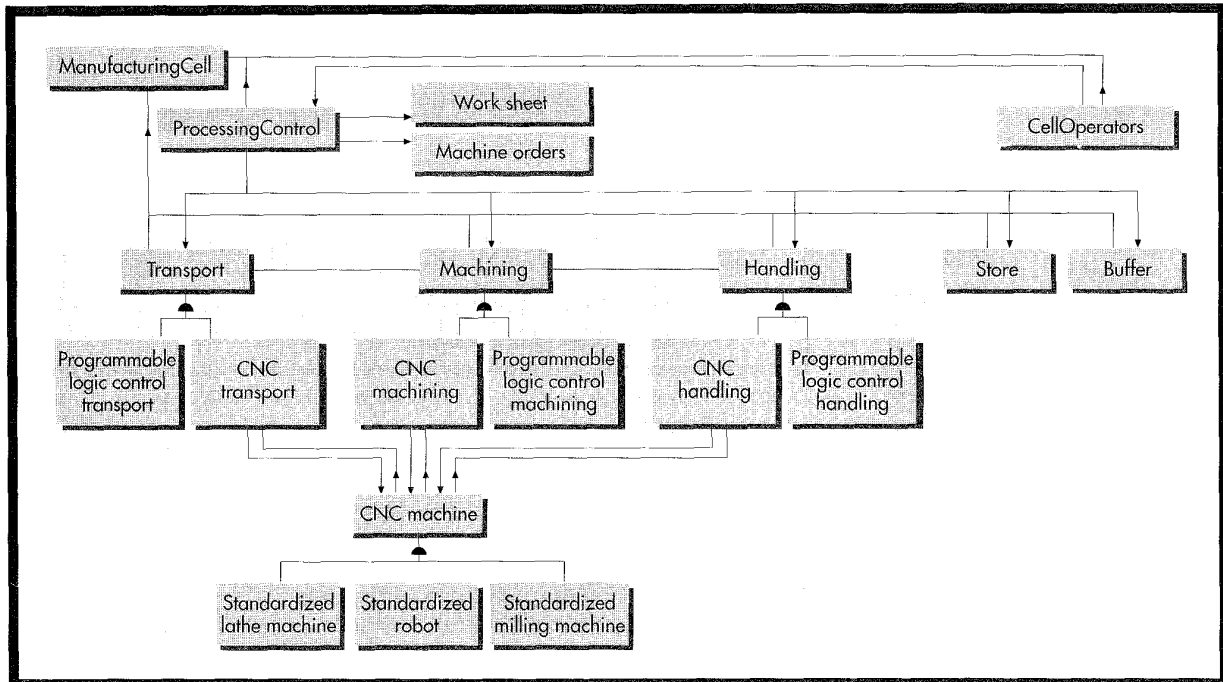 ManufacturingCell
ProcessingControl
Work sheet
Machine orders
CellOperators
Transport
Machining
Handling
Store
Buffer
Programmable
logic control
transport
CNC
transport
CNC
machining
Programmable
logic control
machining
CNC
handling
Programmable
logic control
handling
CNC machine
Standardized
lathe machine
Standardized
robot
Standardized
milling machine